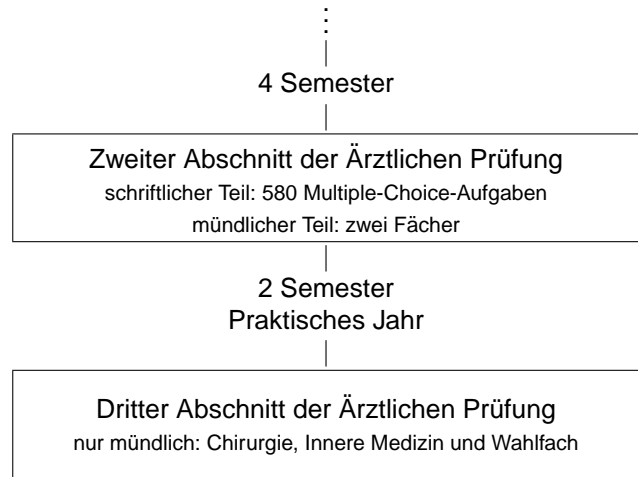 4 Semester
Zweiter Abschnitt der Ärztlichen Prüfung
schriftlicher Teil: 580 Multiple-Choice-Aufgaben
mündlicher Teil: zwei Fächer
2 Semester
Praktisches Jahr
Dritter Abschnitt der Ärztlichen Prüfung
nur mündlich: Chirurgie, Innere Medizin und Wahlfach